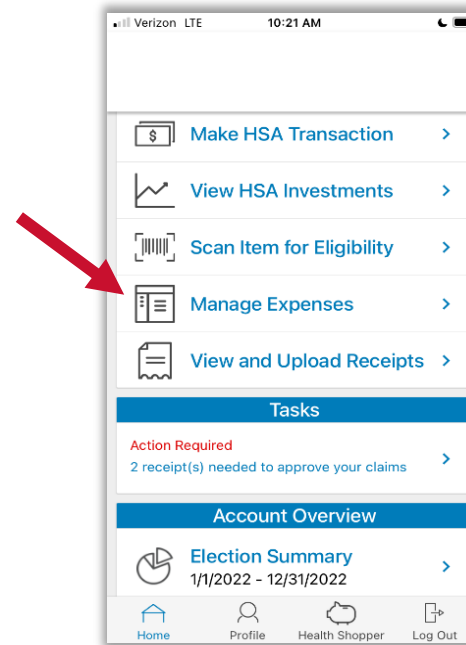 Verizon LTE 10:21 AM
$
Make HSA Transaction
View HSA Investments
Scan Item for Eligibility
Manage Expenses
View and Upload Receipts
Tasks
Action Required
2 receipt(s) needed to approve your claims
Account Overview
Election Summary
1/1/2022 - 12/31/2022
Home Profile Health Shopper Log Out